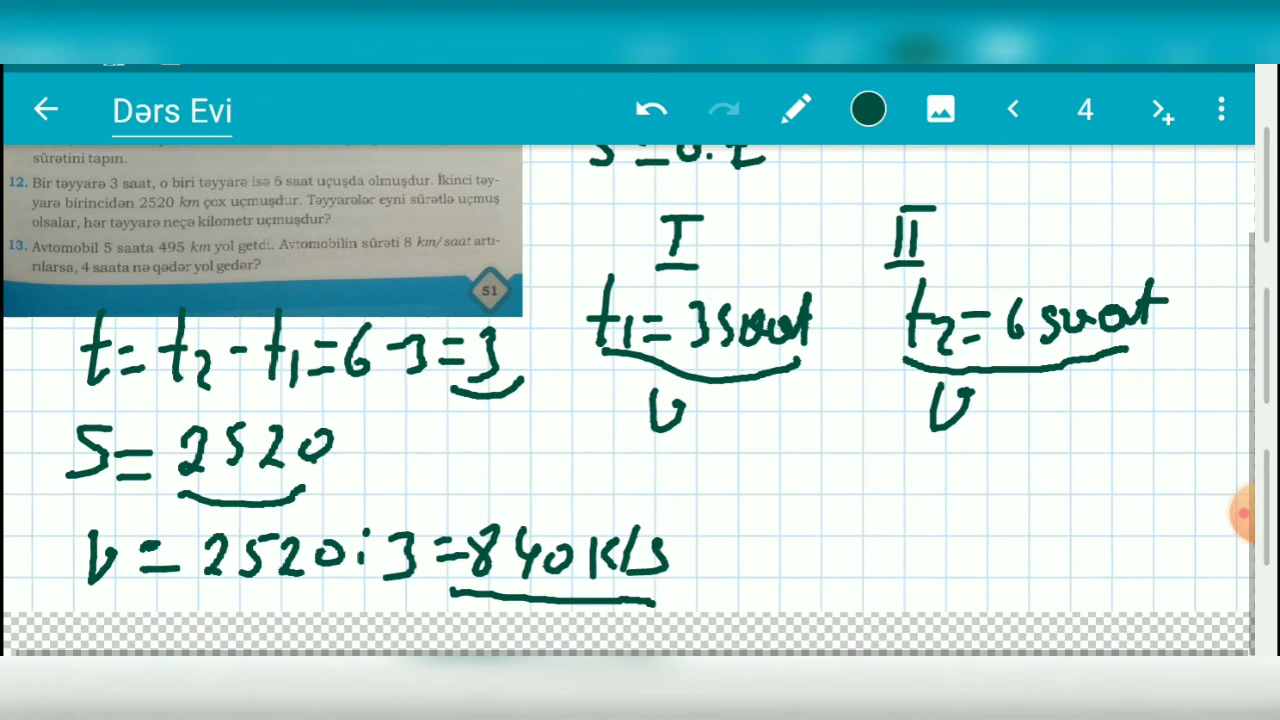 Dərs Evi
4
sürətini tapın.
12. Bir təyyarə 3 saat, o biri təyyarə isə 6 saat uçuşda olmuşdur. İkinci təy-
yarə birincidən 2520 km çox uçmuşdur. Təyyarələr eyni sürətlə uçmuş
olsalar, hər təyyarə neçə kilometr uçmuşdur?
13. Avtomobil 5 saata 495 km yol getdi. Avtomobilin sürəti 8 km/saat artı-
rılarsa, 4 saata nə qədər yol gedər?
51
I II
t₁=3 saat t₂=6 saat
v v
t=t₂-t₁=6-3=3
S=2520
v=2520:3=840 K/s